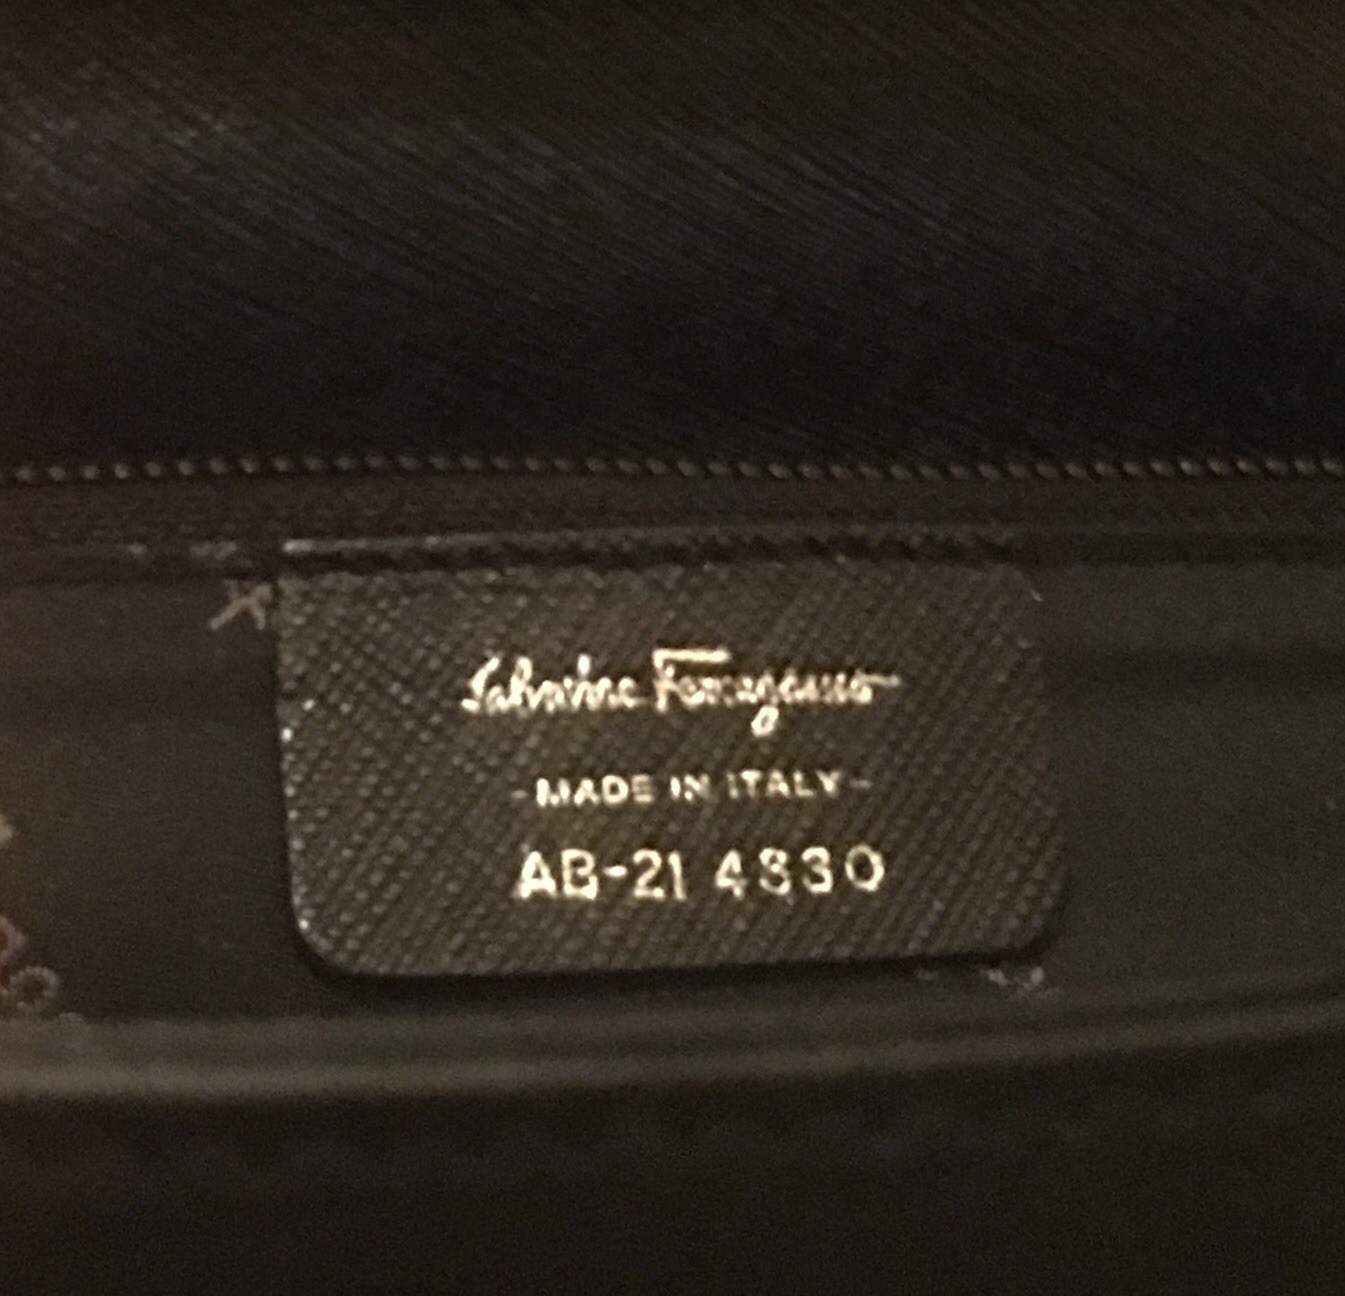 Salvatore Ferragamo
- MADE IN ITALY -
AB-21 4330